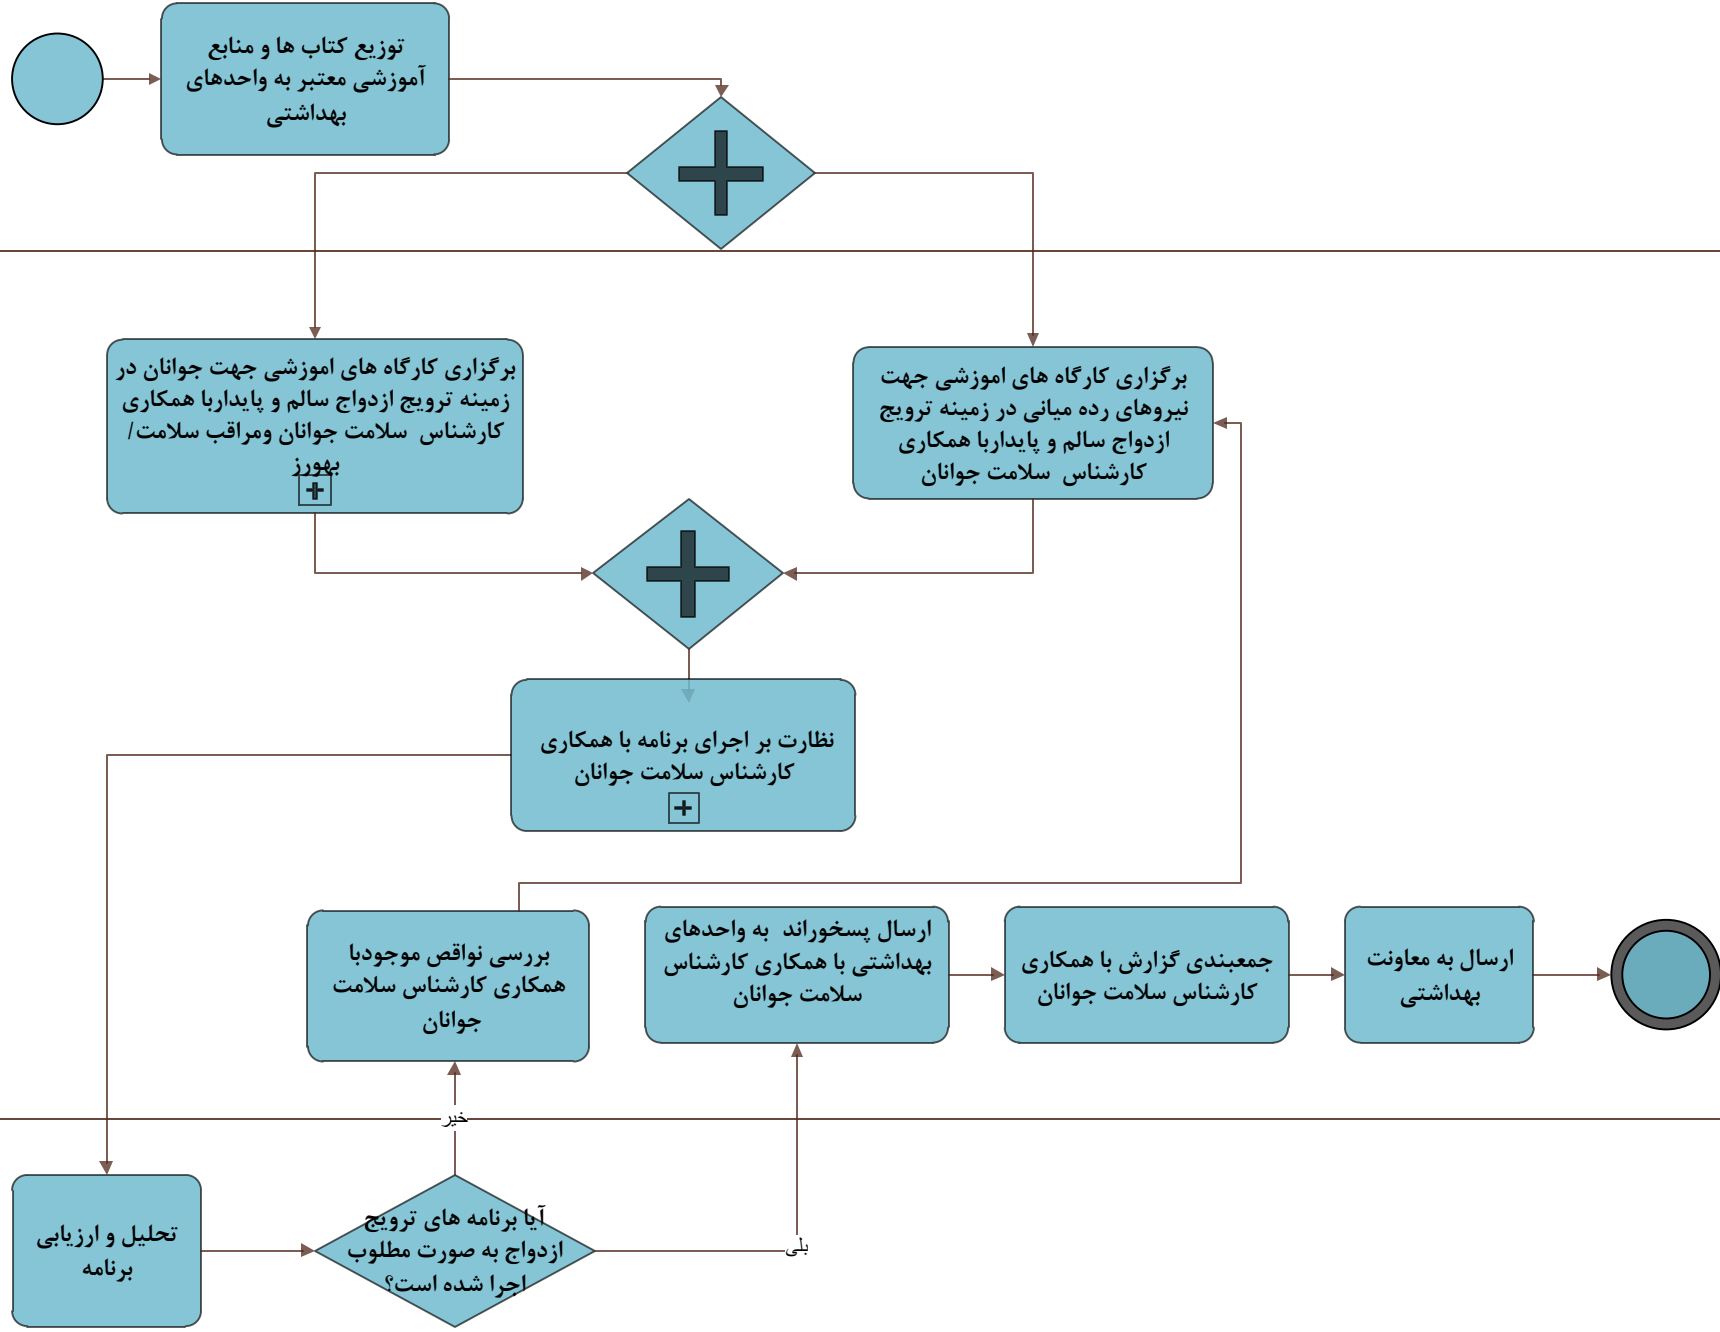 توزیع کتاب ها و منابع
آموزشی معتبر به واحدهای
بهداشتی
برگزاری کارگاه های اموزشی جهت جوانان در
زمینه ترویج ازدواج سالم و پایداربا همکاری
کارشناس سلامت جوانان ومراقب سلامت/
بهورز
برگزاری کارگاه های اموزشی جهت
نیروهای رده میانی در زمینه ترویج
ازدواج سالم و پایداربا همکاری
کارشناس سلامت جوانان
نظارت بر اجرای برنامه با همکاری
کارشناس سلامت جوانان
بررسی نواقص موجودبا
همکاری کارشناس سلامت
جوانان
ارسال پسخوراند به واحدهای
بهداشتی با همکاری کارشناس
سلامت جوانان
جمعبندی گزارش با همکاری
کارشناس سلامت جوانان
ارسال به معاونت
بهداشتی
خیر
تحلیل و ارزیابی
برنامه
آیا برنامه های ترویج
ازدواج به صورت مطلوب
اجرا شده است؟
بلی